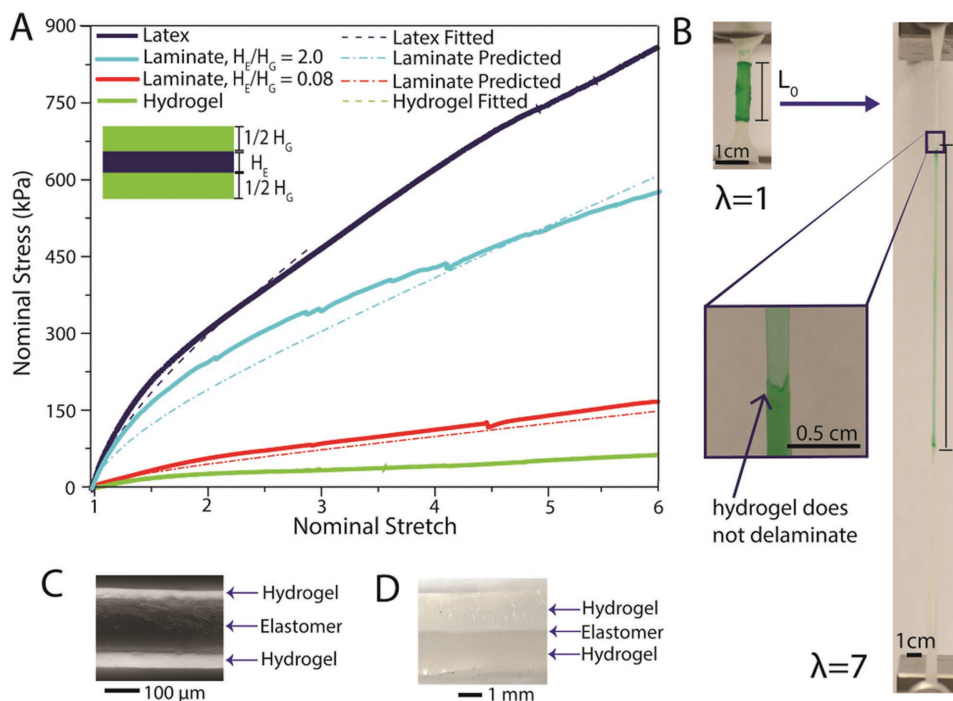 A
900
750
600
450
300
150
0
Nominal Stress (kPa)
1
2
3
4
5
6
Nominal Stretch
Latex
Laminate, H_E/H_G = 2.0
Laminate, H_E/H_G = 0.08
Hydrogel
Latex Fitted
Laminate Predicted
Laminate Predicted
Hydrogel Fitted
1/2 H_G
H_E
1/2 H_G
B
L_0
1cm
λ=1
0.5 cm
hydrogel does
not delaminate
1cm
λ=7
C
Hydrogel
Elastomer
Hydrogel
100 μm
D
Hydrogel
Elastomer
Hydrogel
1 mm